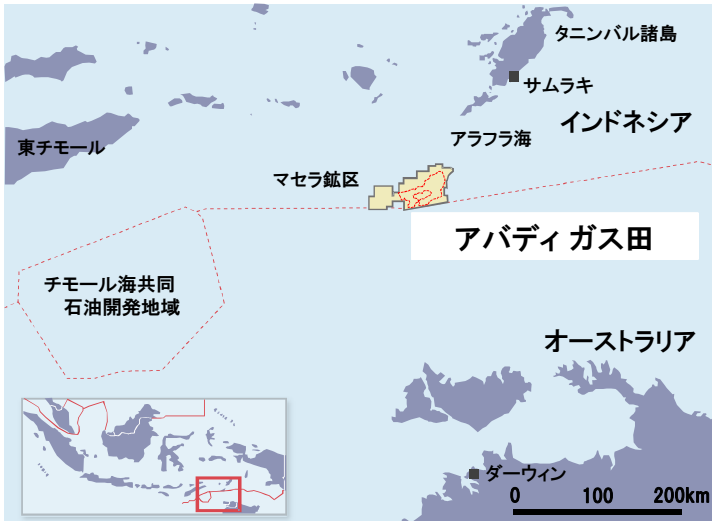 タニンバル諸島
サムラキ
インドネシア
アラフラ海
東チモール
マセラ鉱区
アバディ ガス田
チモール海共同
石油開発地域
オーストラリア
ダーウィン
0 100 200km